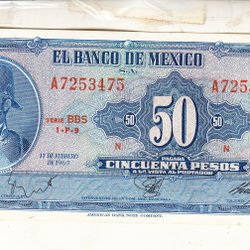 EL BANCO DE MEXICO
S.A.
A7253475
A7253
SERIE BBS
1-P-9
50
50
50
N
N
17 DE FEBRERO
DE 1965
PAGARA
CINCUENTA PESOS
A LA VISTA AL PORTADOR
AMERICAN BANK NOTE COMPANY.